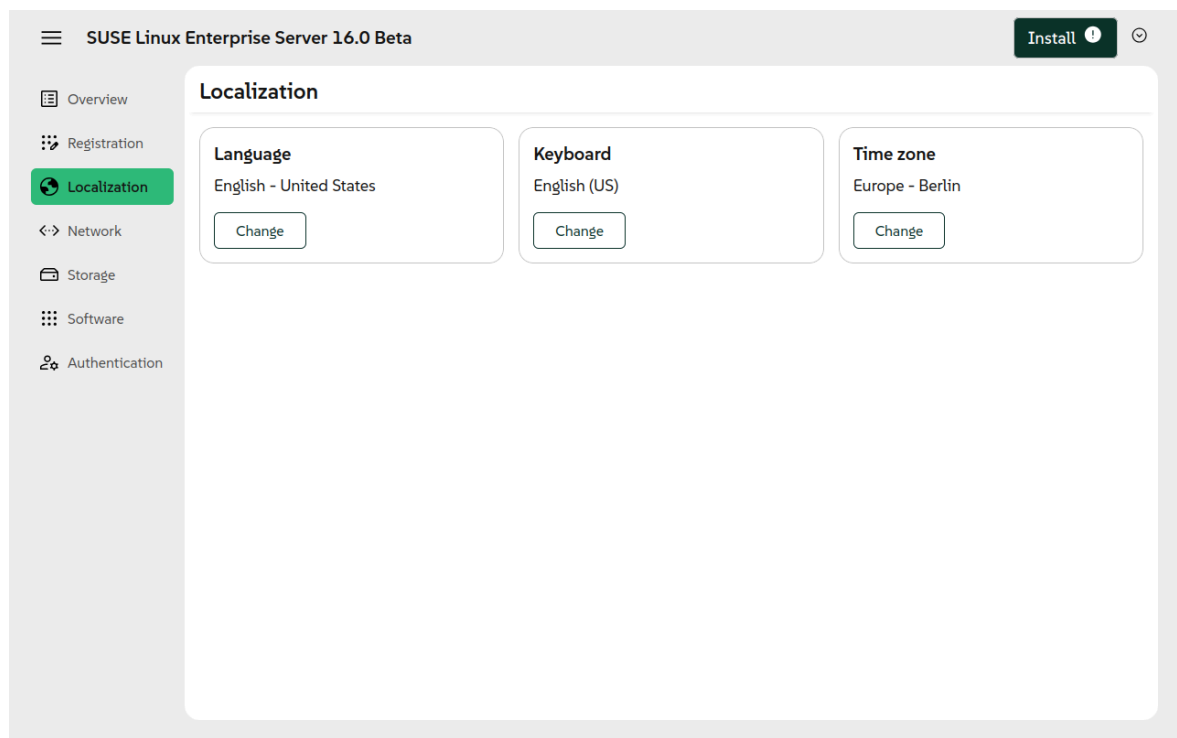 SUSE Linux Enterprise Server 16.0 Beta
Install !
Overview
Registration
Localization
Network
Storage
Software
Authentication
Localization
Language
English - United States
Change
Keyboard
English (US)
Change
Time zone
Europe - Berlin
Change